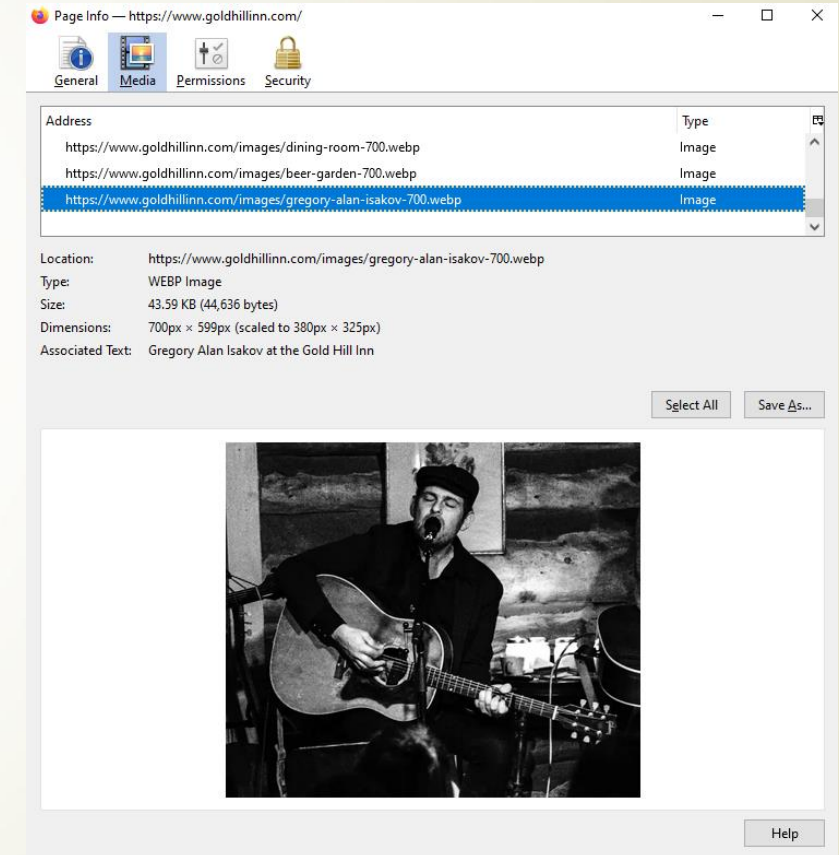 Page Info — https://www.goldhillinn.com/
General Media Permissions Security
Address Type
https://www.goldhillinn.com/images/dining-room-700.webp Image
https://www.goldhillinn.com/images/beer-garden-700.webp Image
https://www.goldhillinn.com/images/gregory-alan-isakov-700.webp Image
Location: https://www.goldhillinn.com/images/gregory-alan-isakov-700.webp
Type: WEBP Image
Size: 43.59 KB (44,636 bytes)
Dimensions: 700px × 599px (scaled to 380px × 325px)
Associated Text: Gregory Alan Isakov at the Gold Hill Inn
Select All Save As...
Help